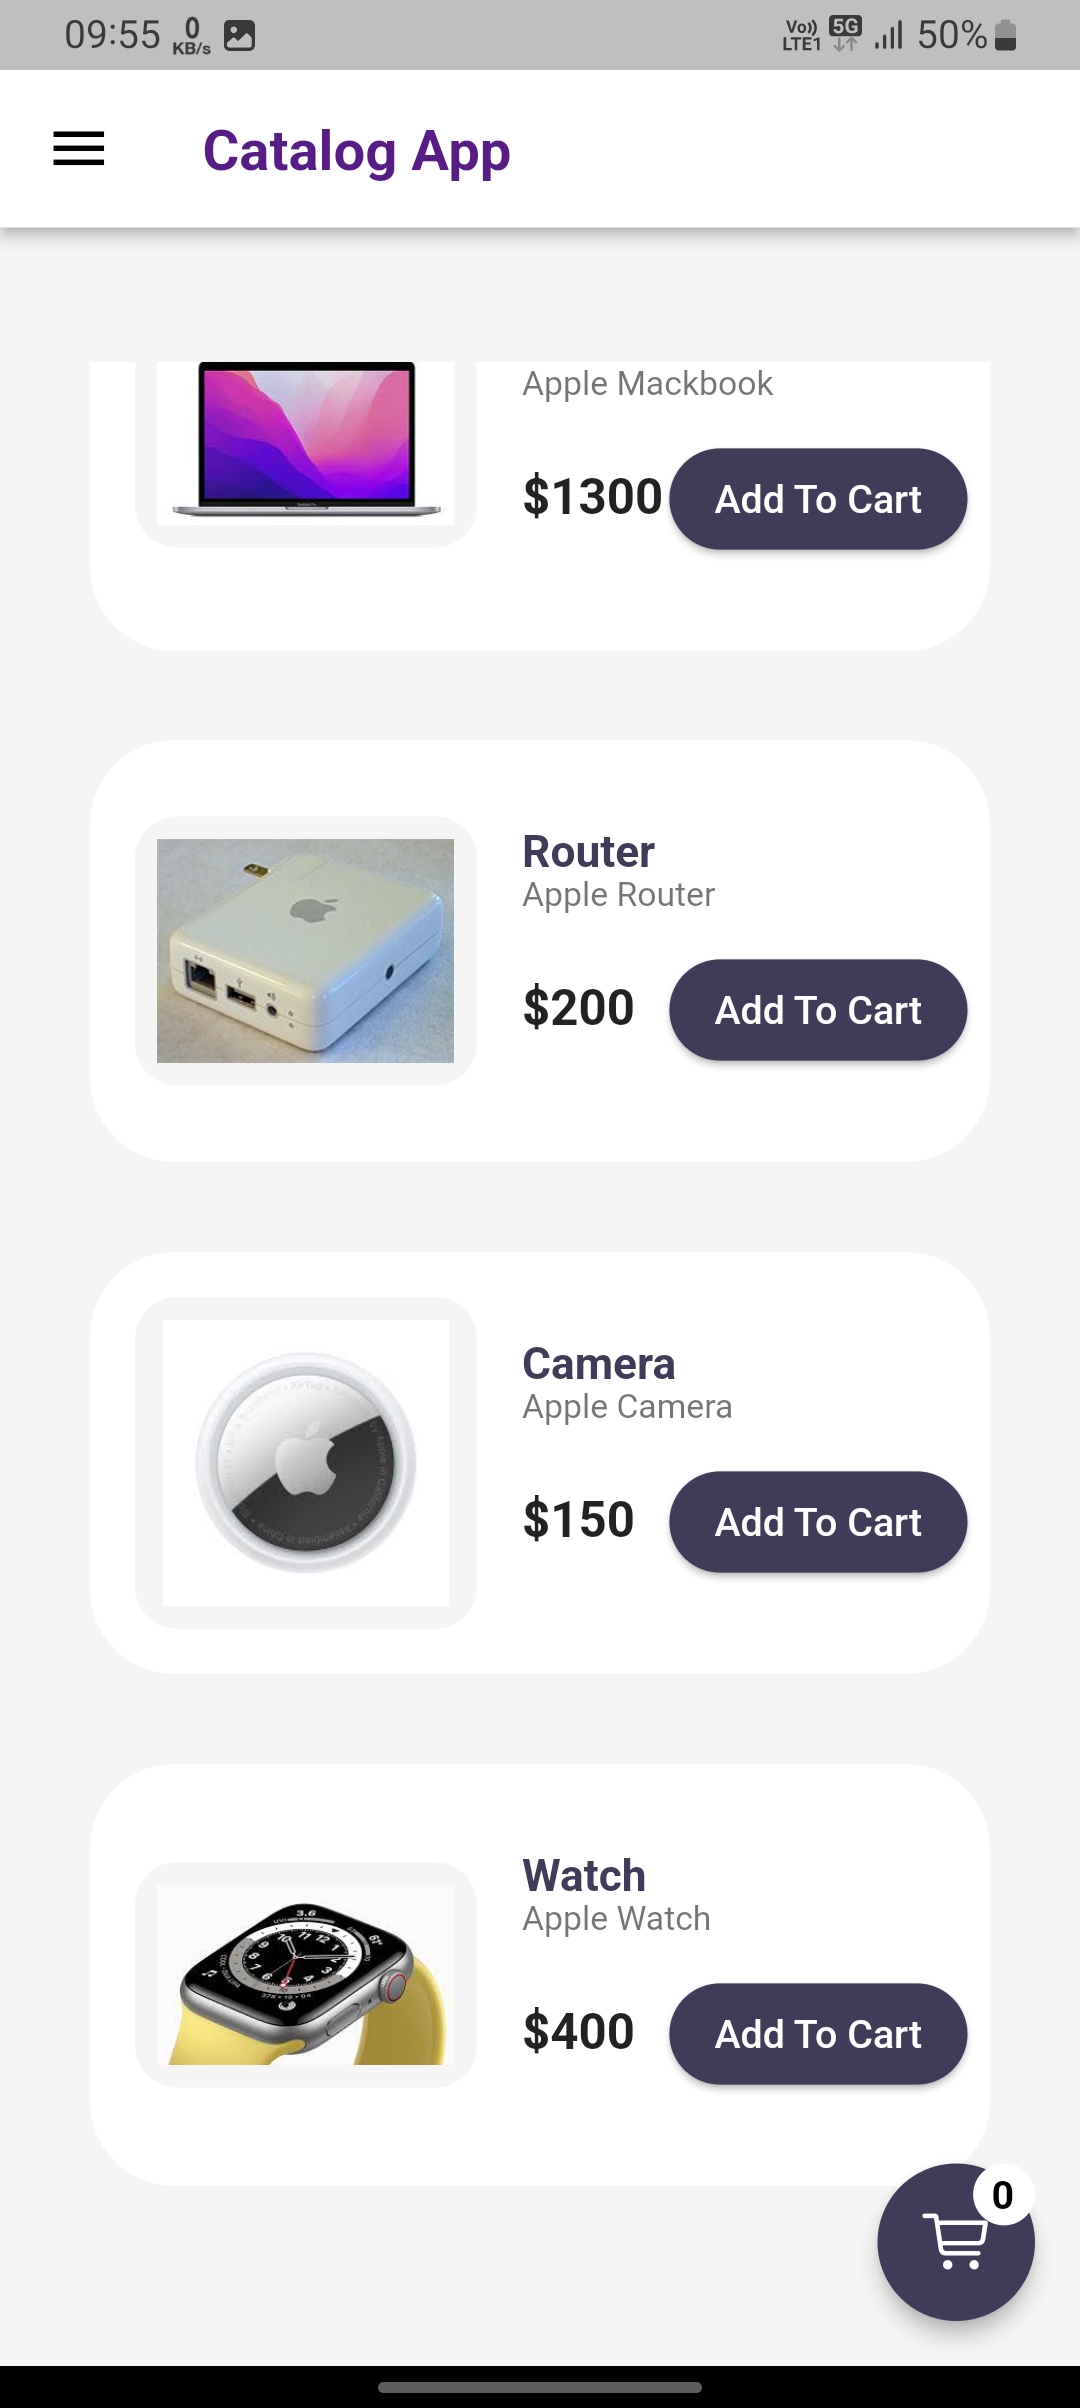 09:55 0 KB/s Vo)) LTE1 5G 50%
Catalog App
Apple Mackbook
$1300 Add To Cart
Router
Apple Router
$200 Add To Cart
Camera
Apple Camera
$150 Add To Cart
Watch
Apple Watch
$400 Add To Cart
0